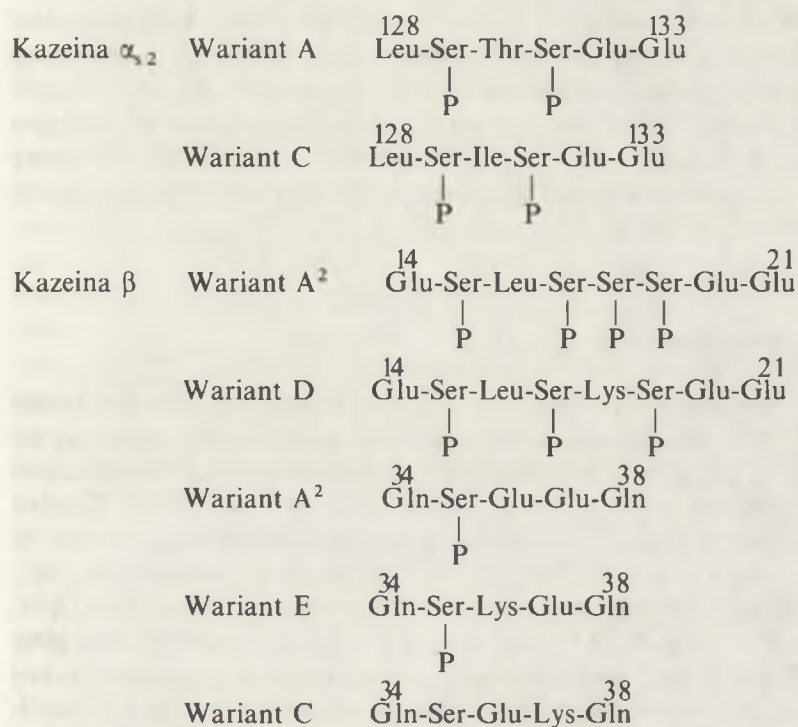 128 133
Kazeina αs2 Wariant A Leu-Ser-Thr-Ser-Glu-Glu
| |
P P
128 133
Wariant C Leu-Ser-Ile-Ser-Glu-Glu
| |
P P
14 21
Kazeina β Wariant A² Glu-Ser-Leu-Ser-Ser-Ser-Glu-Glu
| | | |
P P P P
14 21
Wariant D Glu-Ser-Leu-Ser-Lys-Ser-Glu-Glu
| | |
P P P
34 38
Wariant A² Gln-Ser-Glu-Glu-Gln
|
P
34 38
Wariant E Gln-Ser-Lys-Glu-Gln
|
P
34 38
Wariant C Gln-Ser-Glu-Lys-Gln